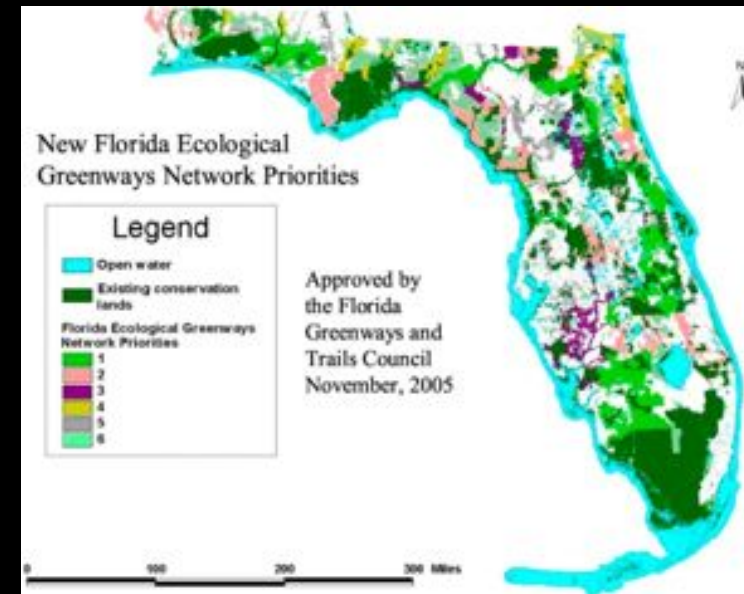 New Florida Ecological
Greenways Network Priorities
N
Legend
Open water
Existing conservation
lands
Florida Ecological Greenways
Network Priorities
1
2
3
4
5
6
Approved by
the Florida
Greenways and
Trails Council
November, 2005
0 100 200 300 Miles